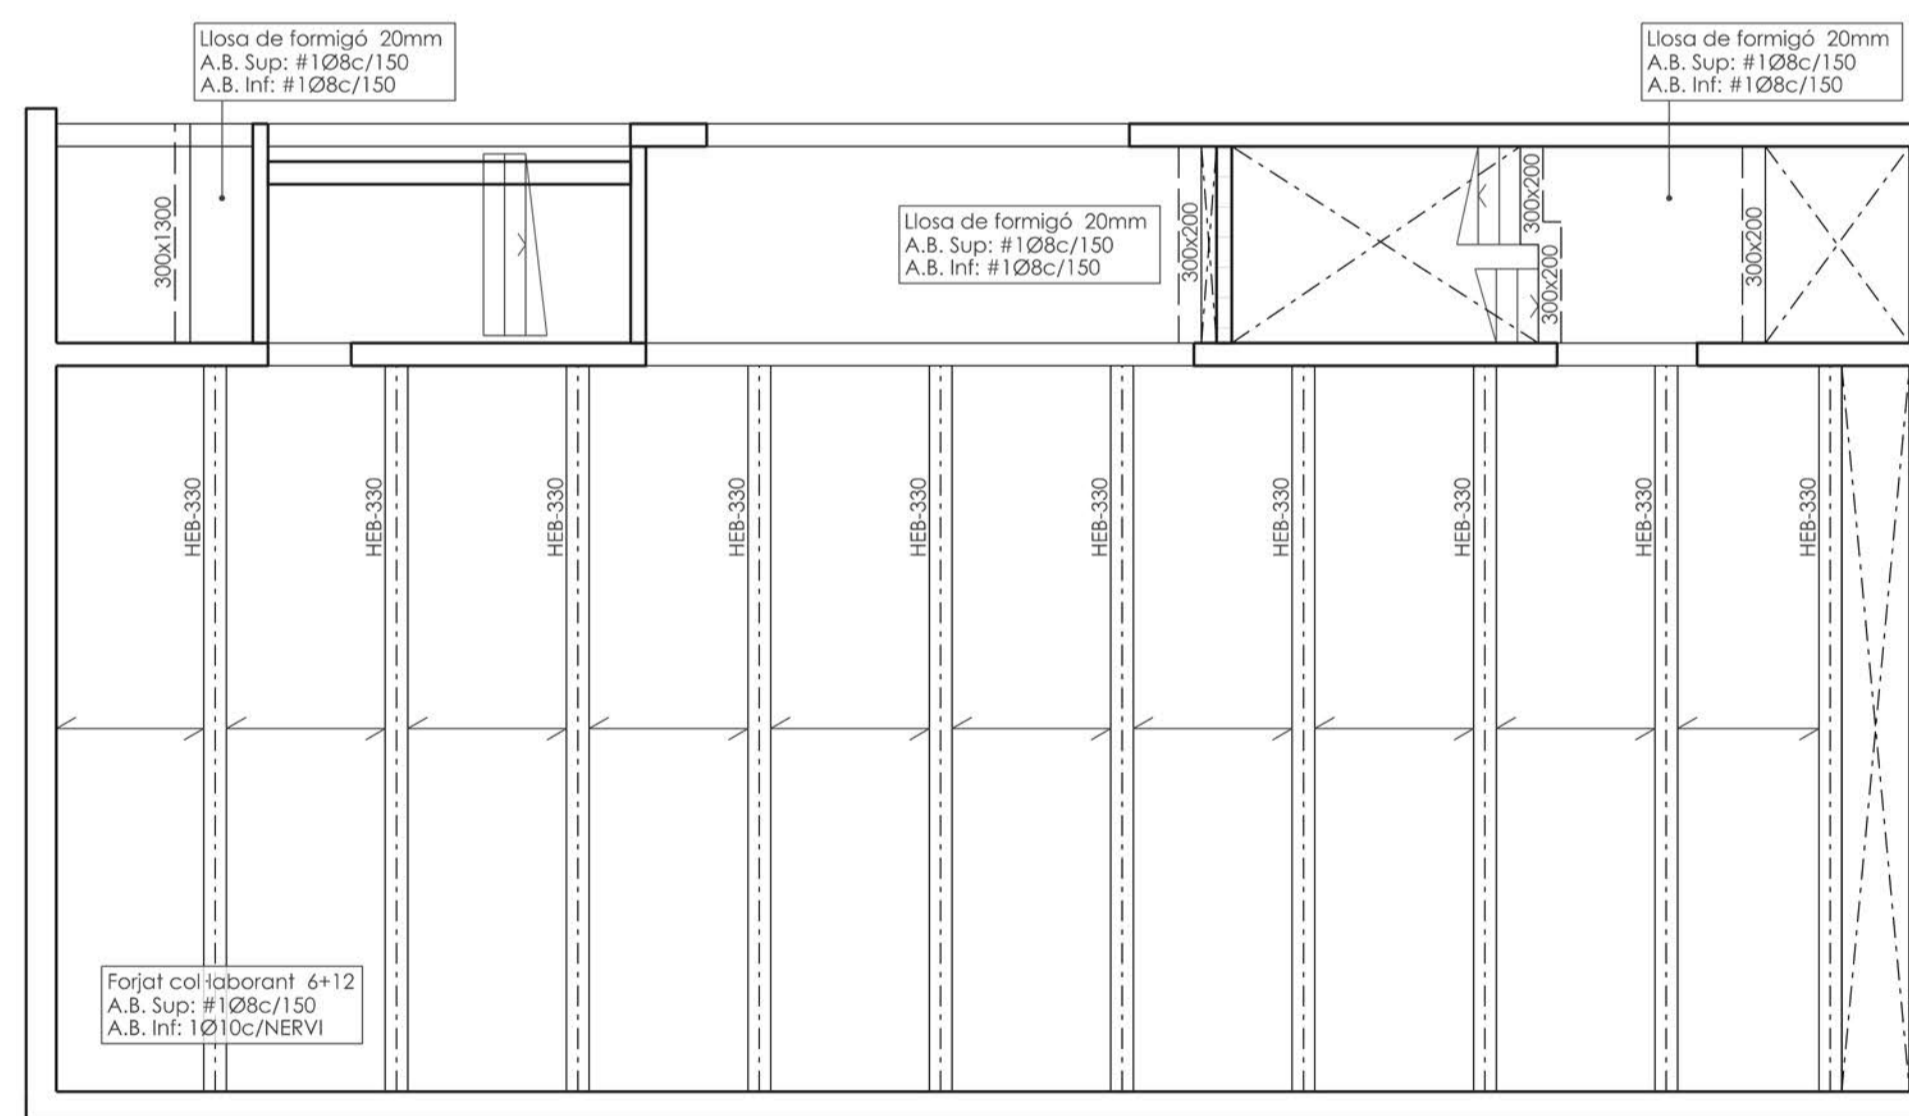 Llosa de formigó 20mm
A.B. Sup: #1Ø8c/150
A.B. Inf: #1Ø8c/150
Llosa de formigó 20mm
A.B. Sup: #1Ø8c/150
A.B. Inf: #1Ø8c/150
300x1300
Llosa de formigó 20mm
A.B. Sup: #1Ø8c/150
A.B. Inf: #1Ø8c/150
300x200
300x200
300x200
300x200
HEB-330
HEB-330
HEB-330
HEB-330
HEB-330
HEB-330
HEB-330
HEB-330
HEB-330
HEB-330
Forjat col·laborant 6+12
A.B. Sup: #1Ø8c/150
A.B. Inf: 1Ø10c/NERVI